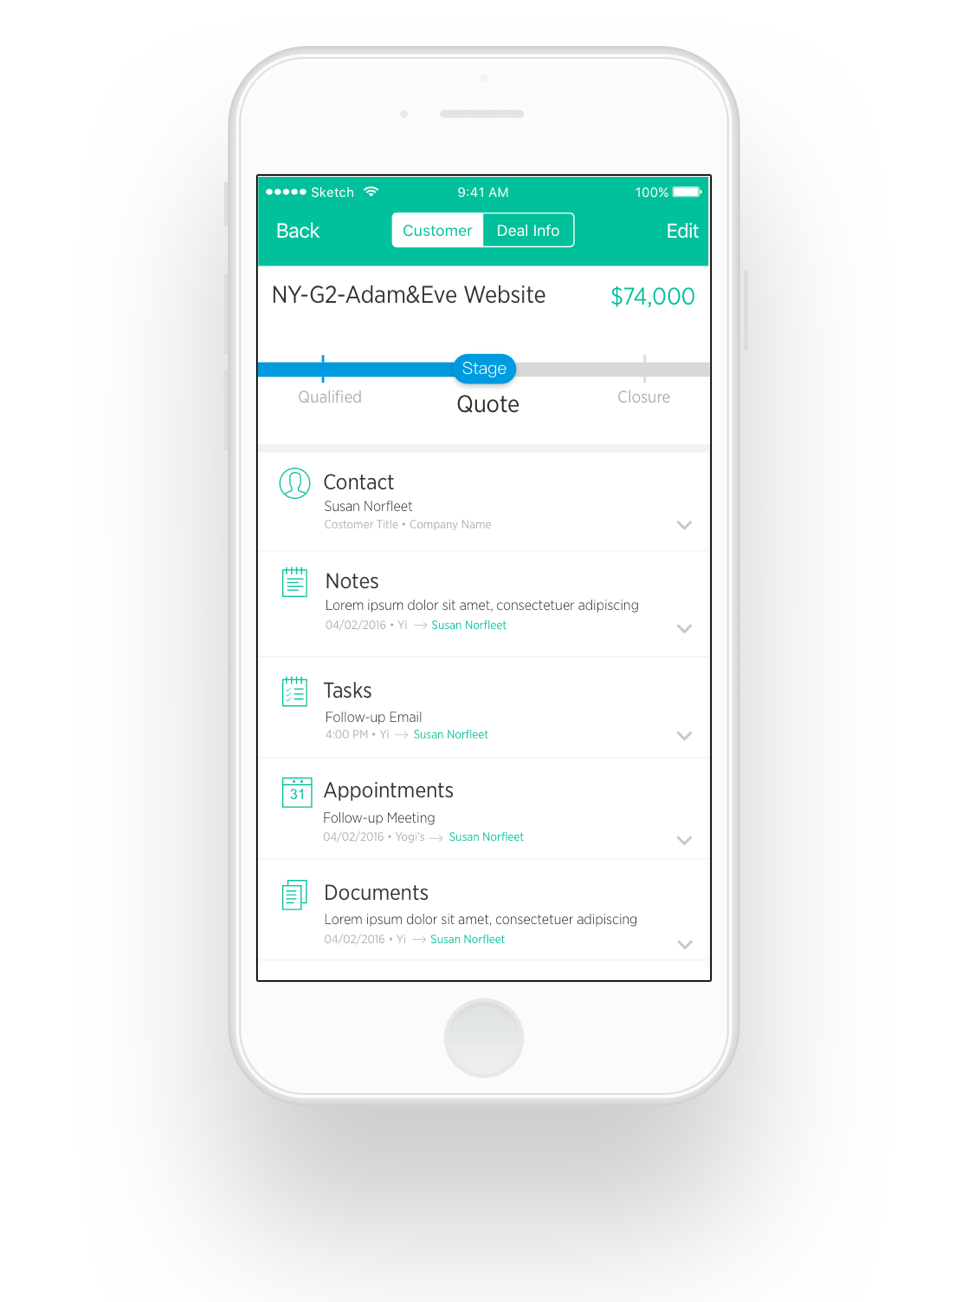 Sketch 9:41 AM 100%
Back Customer Deal Info Edit
NY-G2-Adam&Eve Website $74,000
Stage
Qualified Quote Closure
Contact
Susan Norfleet
Costomer Title • Company Name
Notes
Lorem ipsum dolor sit amet, consectetuer adipiscing
04/02/2016 • Yi → Susan Norfleet
Tasks
Follow-up Email
4:00 PM • Yi → Susan Norfleet
31 Appointments
Follow-up Meeting
04/02/2016 • Yogi's → Susan Norfleet
Documents
Lorem ipsum dolor sit amet, consectetuer adipiscing
04/02/2016 • Yi → Susan Norfleet